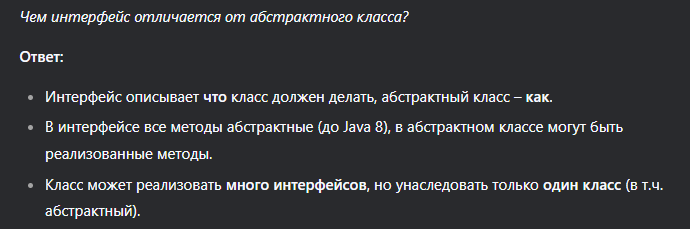 Чем интерфейс отличается от абстрактного класса?
Ответ:
• Интерфейс описывает что класс должен делать, абстрактный класс – как.
• В интерфейсе все методы абстрактные (до Java 8), в абстрактном классе могут быть
реализованные методы.
• Класс может реализовать много интерфейсов, но унаследовать только один класс (в т.ч.
абстрактный).